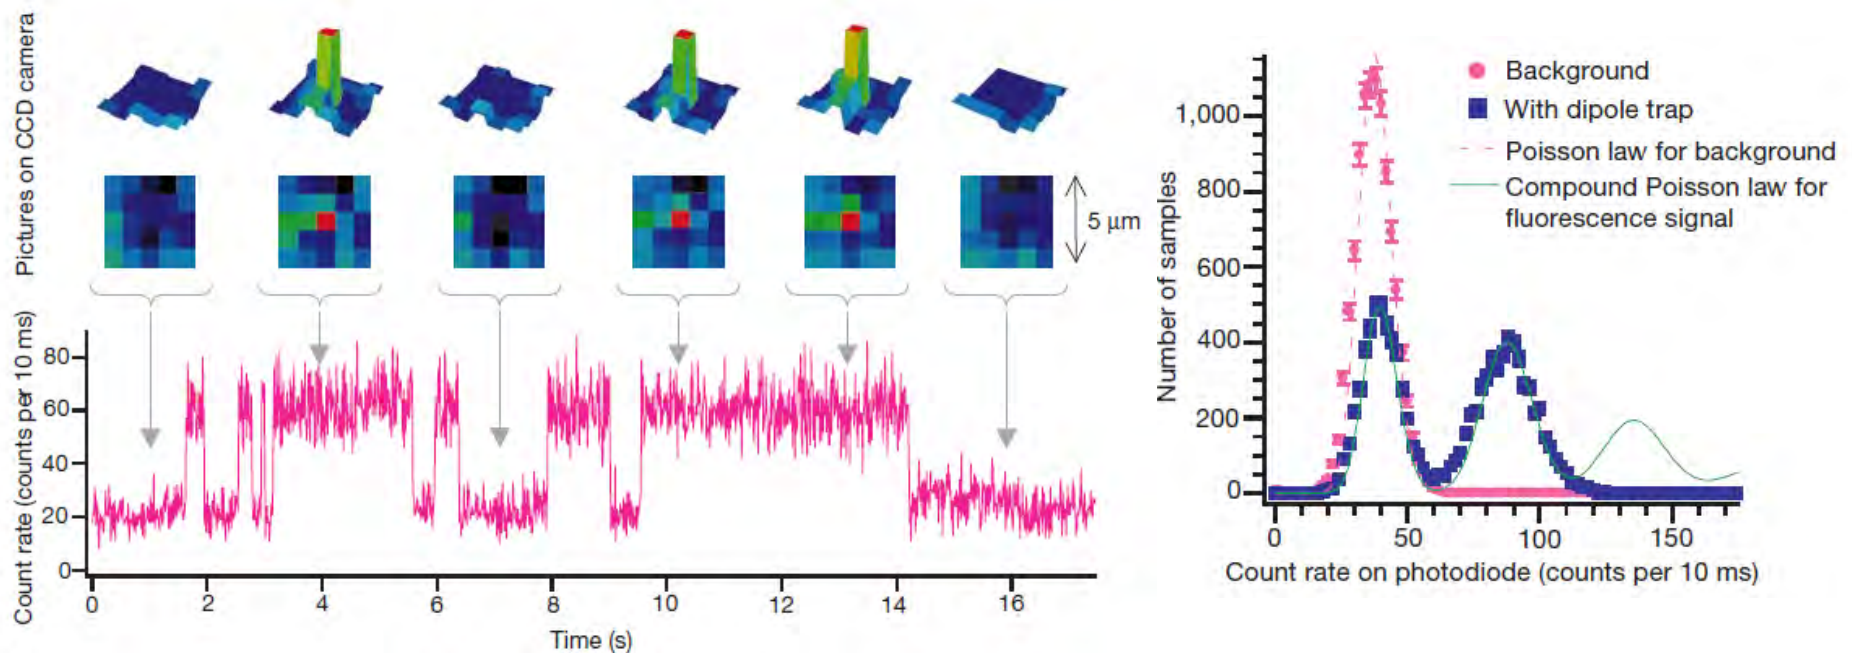 Pictures on CCD camera
5 μm
Count rate (counts per 10 ms)
80
60
40
20
0
0 2 4 6 8 10 12 14 16
Time (s)
Number of samples
1,000
800
600
400
200
0
0 50 100 150
Count rate on photodiode (counts per 10 ms)
Background
With dipole trap
Poisson law for background
Compound Poisson law for
fluorescence signal